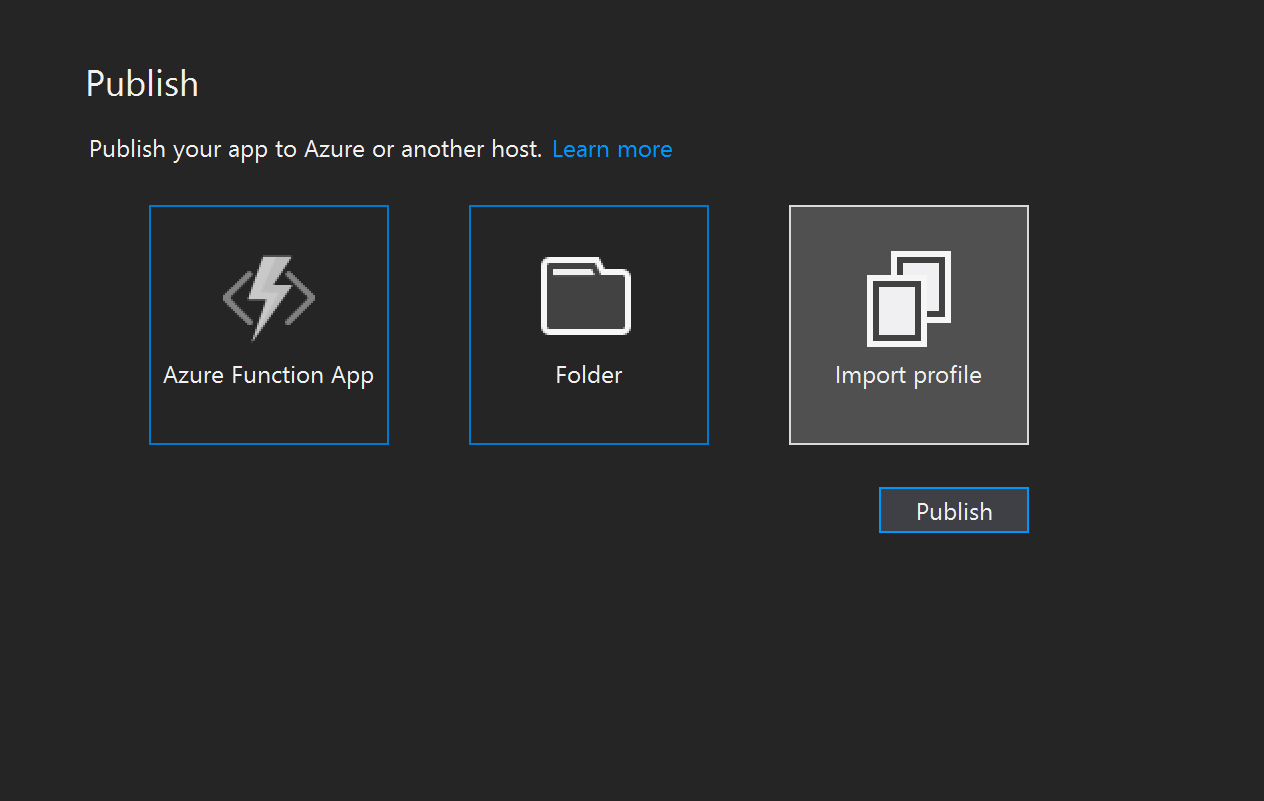 Publish
Publish your app to Azure or another host. Learn more
Azure Function App
Folder
Import profile
Publish